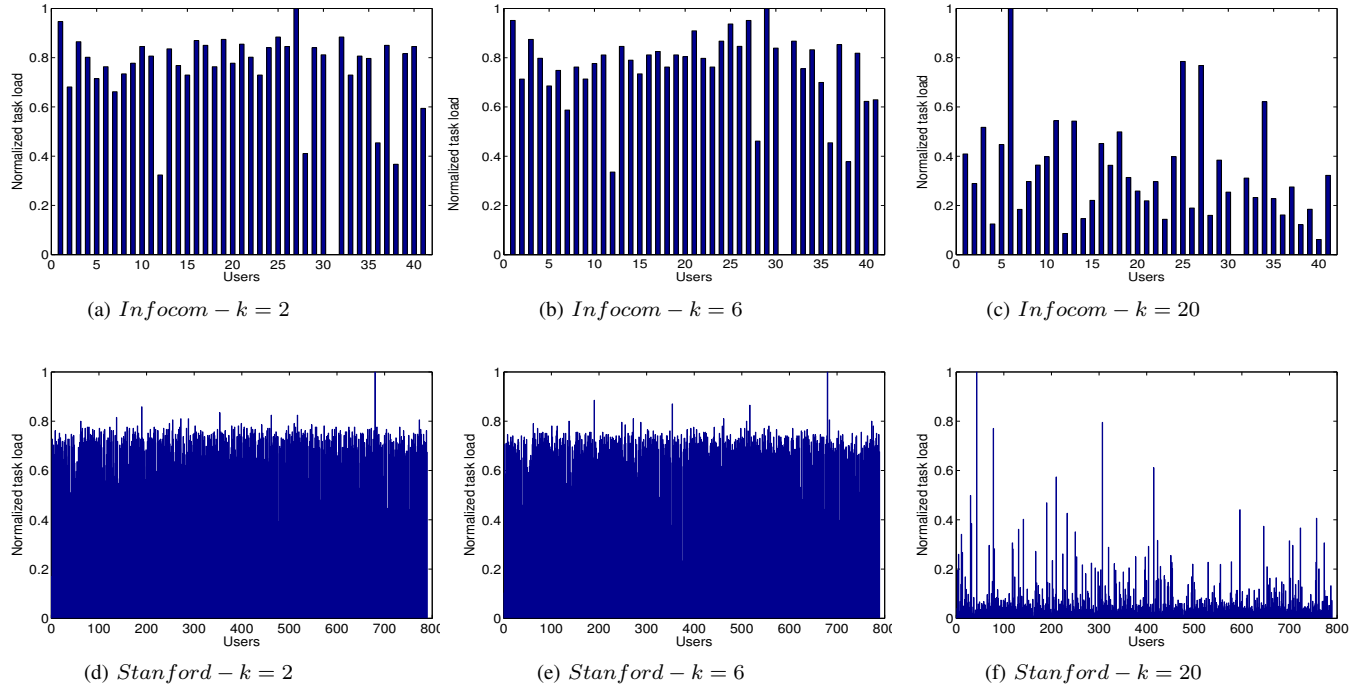 1
0.8
0.6
0.4
0.2
0
Normalized task load
0 5 10 15 20 25 30 35 40
Users
(a) Infocom − k = 2
1
0.8
0.6
0.4
0.2
0
Normalized task load
0 5 10 15 20 25 30 35 40
Users
(b) Infocom − k = 6
1
0.8
0.6
0.4
0.2
0
Normalized task load
0 5 10 15 20 25 30 35 40
Users
(c) Infocom − k = 20
1
0.8
0.6
0.4
0.2
0
Normalized task load
0 100 200 300 400 500 600 700 800
Users
(d) Stanford − k = 2
1
0.8
0.6
0.4
0.2
0
Normalized task load
0 100 200 300 400 500 600 700 800
Users
(e) Stanford − k = 6
1
0.8
0.6
0.4
0.2
0
Normalized task load
0 100 200 300 400 500 600 700 800
Users
(f) Stanford − k = 20